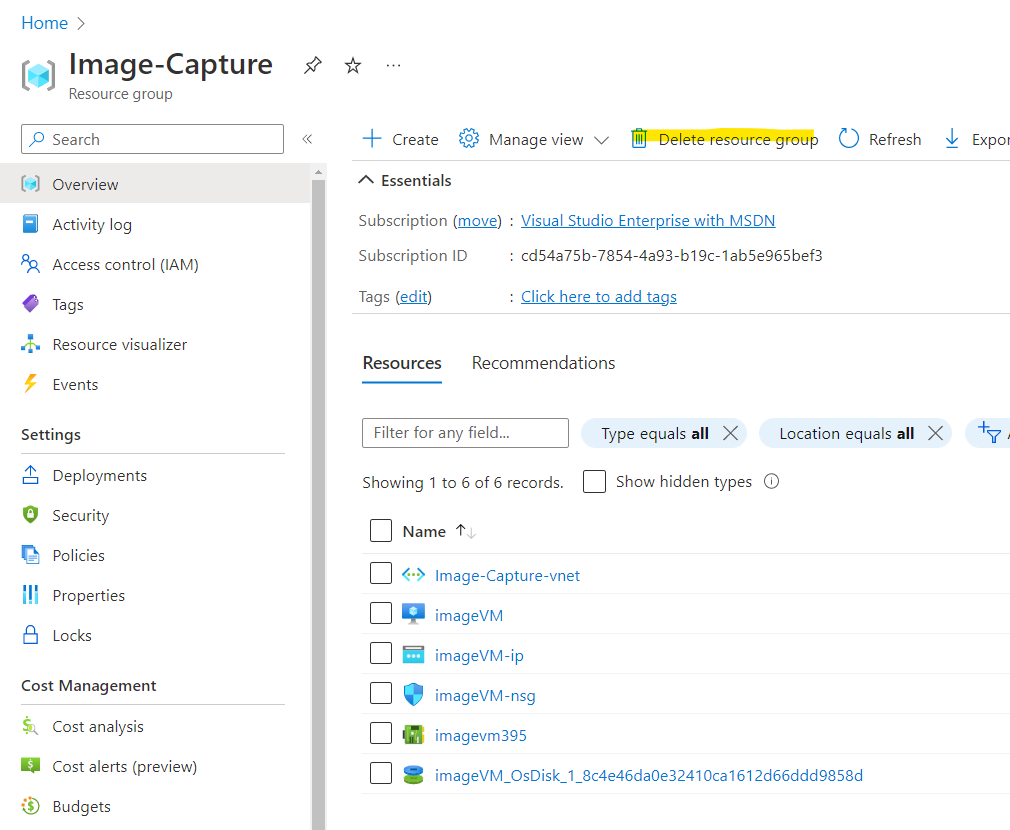 Home
Image-Capture
Resource group
Search
Overview
Activity log
Access control (IAM)
Tags
Resource visualizer
Events
Settings
Deployments
Security
Policies
Properties
Locks
Cost Management
Cost analysis
Cost alerts (preview)
Budgets
Create Manage view Delete resource group Refresh Expor
Essentials
Subscription (move) : Visual Studio Enterprise with MSDN
Subscription ID : cd54a75b-7854-4a93-b19c-1ab5e965bef3
Tags (edit) : Click here to add tags
Resources Recommendations
Filter for any field... Type equals all Location equals all
Showing 1 to 6 of 6 records. Show hidden types
Name
Image-Capture-vnet
imageVM
imageVM-ip
imageVM-nsg
imagevm395
imageVM_OsDisk_1_8c4e46da0e32410ca1612d66ddd9858d